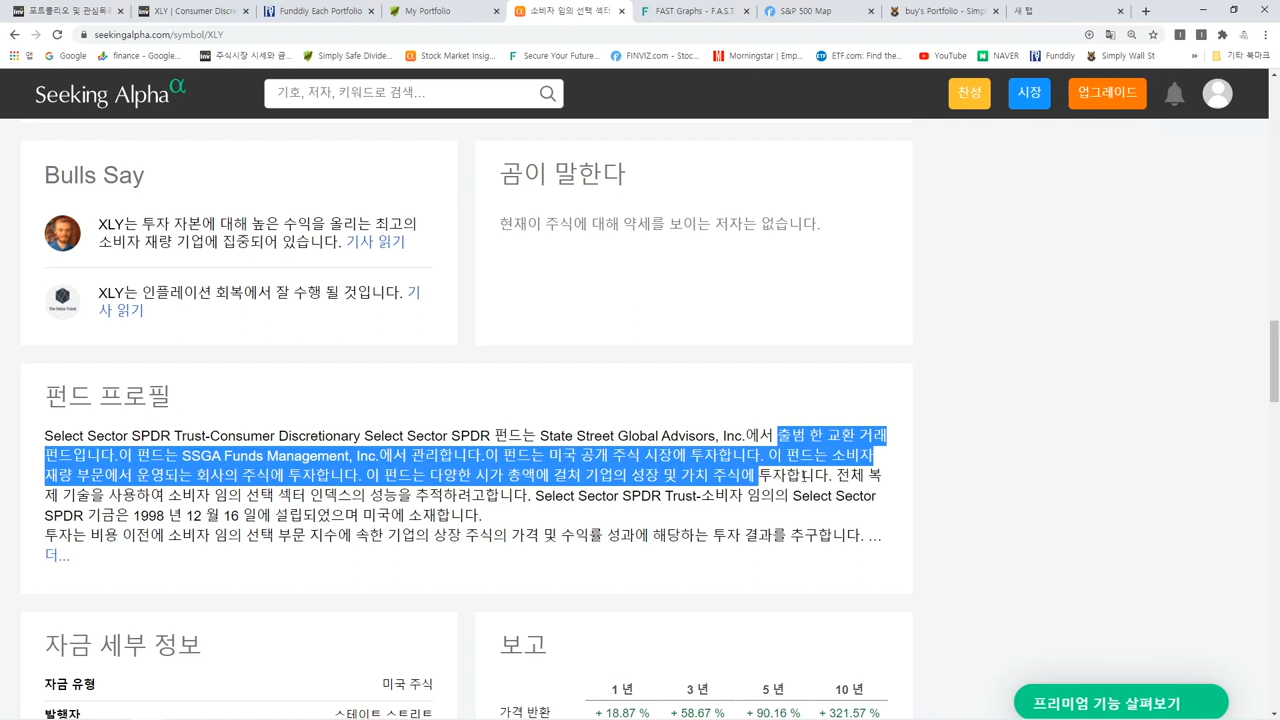 포트폴리오 및 관심목록
XLY | Consumer Discre
Funddiy Each Portfolio
My Portfolio
소비자 임의 선택 섹터
FAST Graphs - F.A.S.T.
S&P 500 Map
buy's Portfolio - Simpl
새 탭
seekingalpha.com/symbol/XLY
앱
Google
finance - Google...
주식시장 시세와 금...
Simply Safe Divide...
Stock Market Insig...
Secure Your Future...
FINVIZ.com - Stoc...
Morningstar | Emp...
ETF.com: Find the...
YouTube
NAVER
Funddiy
Simply Wall St
»
기타 북마크
Seeking Alpha α
기호, 저자, 키워드로 검색...
찬성
시장
업그레이드
Bulls Say
XLY는 투자 자본에 대해 높은 수익을 올리는 최고의
소비자 재량 기업에 집중되어 있습니다. 기사 읽기
XLY는 인플레이션 회복에서 잘 수행 될 것입니다. 기
사 읽기
곰이 말한다
현재이 주식에 대해 약세를 보이는 저자는 없습니다.
펀드 프로필
Select Sector SPDR Trust-Consumer Discretionary Select Sector SPDR 펀드는 State Street Global Advisors, Inc.에서 출범 한 교환 거래
펀드입니다.이 펀드는 SSGA Funds Management, Inc.에서 관리합니다.이 펀드는 미국 공개 주식 시장에 투자합니다. 이 펀드는 소비자
재량 부문에서 운영되는 회사의 주식에 투자합니다. 이 펀드는 다양한 시가 총액에 걸쳐 기업의 성장 및 가치 주식에 투자합니다. 전체 복
제 기술을 사용하여 소비자 임의 선택 섹터 인덱스의 성능을 추적하려고합니다. Select Sector SPDR Trust-소비자 임의의 Select Sector
SPDR 기금은 1998 년 12 월 16 일에 설립되었으며 미국에 소재합니다.
투자는 비용 이전에 소비자 임의 선택 부문 지수에 속한 기업의 상장 주식의 가격 및 수익률 성과에 해당하는 투자 결과를 추구합니다. …
더...
자금 세부 정보
자금 유형 미국 주식
발행자 스테이트 스트리트
보고
1 년 3 년 5 년 10 년
가격 반환 + 18.87 % + 58.67 % + 90.16 % + 321.57 %
프리미엄 기능 살펴보기